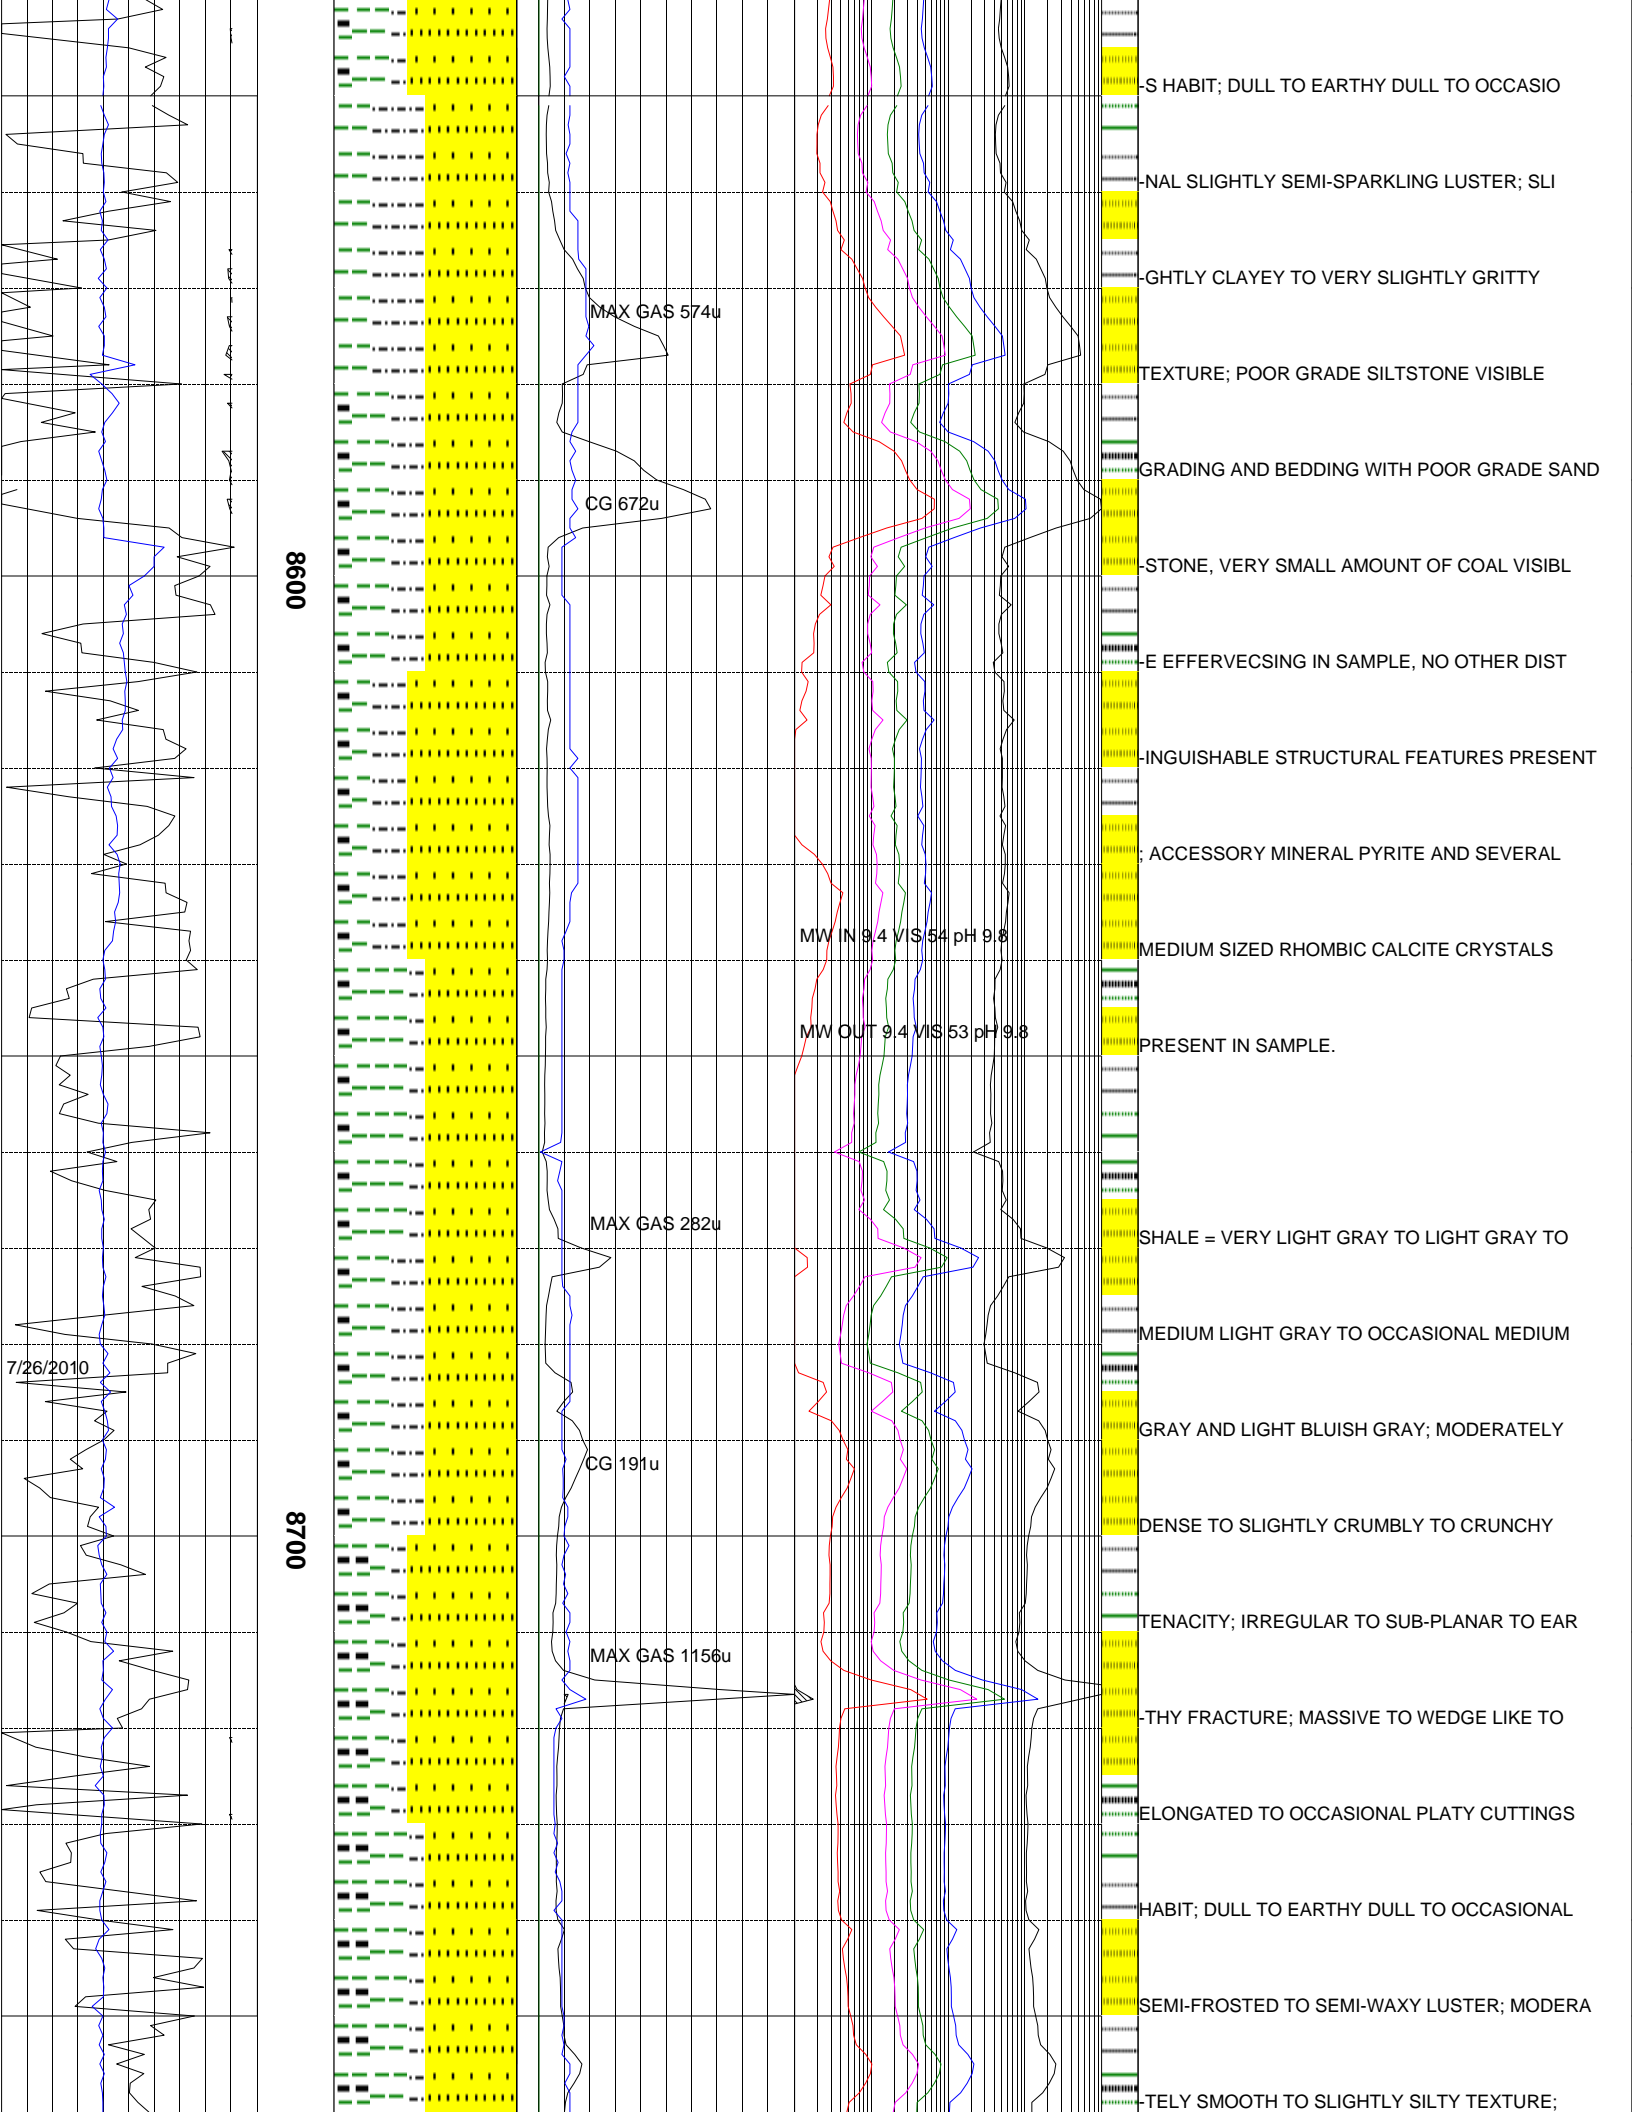 -S HABIT; DULL TO EARTHY DULL TO OCCASIO
-NAL SLIGHTLY SEMI-SPARKLING LUSTER; SLI
-GHTLY CLAYEY TO VERY SLIGHTLY GRITTY
MAX GAS 574u
TEXTURE; POOR GRADE SILTSTONE VISIBLE
GRADING AND BEDDING WITH POOR GRADE SAND
CG 672u
-STONE, VERY SMALL AMOUNT OF COAL VISIBL
8600
-E EFFERVECSING IN SAMPLE, NO OTHER DIST
-INGUISHABLE STRUCTURAL FEATURES PRESENT
; ACCESSORY MINERAL PYRITE AND SEVERAL
MW IN 9.4 VIS 54 pH 9.8
MEDIUM SIZED RHOMBIC CALCITE CRYSTALS
MW OUT 9.4 VIS 53 pH 9.8
PRESENT IN SAMPLE.
MAX GAS 282u
SHALE = VERY LIGHT GRAY TO LIGHT GRAY TO
MEDIUM LIGHT GRAY TO OCCASIONAL MEDIUM
7/26/2010
GRAY AND LIGHT BLUISH GRAY; MODERATELY
CG 191u
DENSE TO SLIGHTLY CRUMBLY TO CRUNCHY
8700
TENACITY; IRREGULAR TO SUB-PLANAR TO EAR
MAX GAS 1156u
-THY FRACTURE; MASSIVE TO WEDGE LIKE TO
ELONGATED TO OCCASIONAL PLATY CUTTINGS
HABIT; DULL TO EARTHY DULL TO OCCASIONAL
SEMI-FROSTED TO SEMI-WAXY LUSTER; MODERA
-TELY SMOOTH TO SLIGHTLY SILTY TEXTURE;